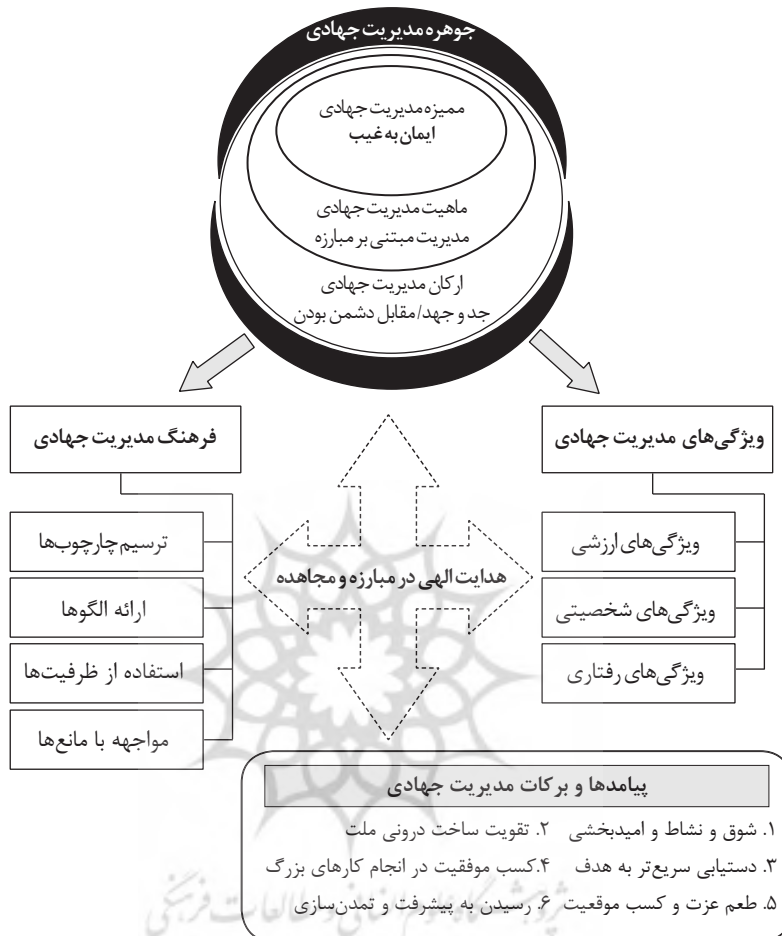 جوهره مدیریت جهادی
ممیزه مدیریت جهادی
ایمان به غیب
ماهیت مدیریت جهادی
مدیریت مبتنی بر مبارزه
ارکان مدیریت جهادی
جد و جهد/مقابل دشمن بودن
ویژگی‌های مدیریت جهادی
ویژگی‌های ارزشی
ویژگی‌های شخصیتی
ویژگی‌های رفتاری
هدایت الهی در مبارزه و مجاهده
فرهنگ مدیریت جهادی
ترسیم چارچوب‌ها
ارائه الگوها
استفاده از ظرفیت‌ها
مواجهه با مانع‌ها
پیامدها و برکات مدیریت جهادی
۱. شوق و نشاط و امیدبخشی ۲. تقویت ساخت درونی ملت
۳. دستیابی سریع‌تر به هدف ۴.کسب موفقیت در انجام کارهای بزرگ
۵. طعم عزت و کسب موقعیت ۶. رسیدن به پیشرفت و تمدن‌سازی
پژوهشگاه علوم انسانی و مطالعات فرهنگی